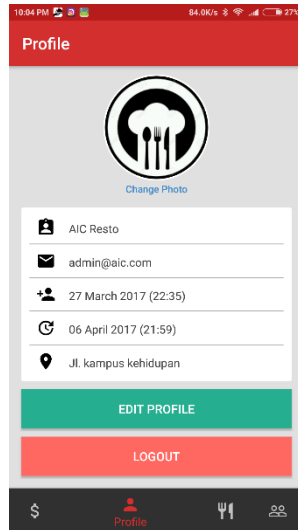 10:04 PM 84.0K/s 27%
Profile
Change Photo
AIC Resto
admin@aic.com
27 March 2017 (22:35)
06 April 2017 (21:59)
Jl. kampus kehidupan
EDIT PROFILE
LOGOUT
$ Profile